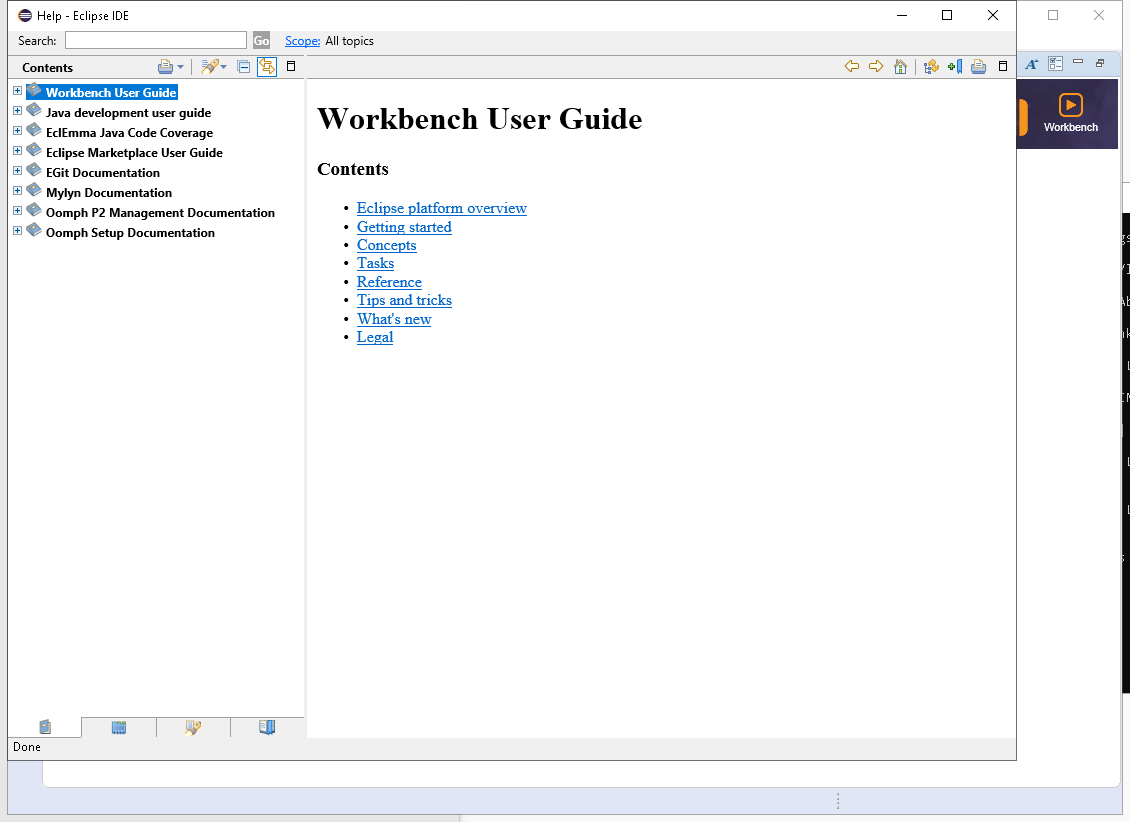 Help - Eclipse IDE
Search:
Go
Scope: All topics
Contents
Workbench User Guide
Java development user guide
EclEmma Java Code Coverage
Eclipse Marketplace User Guide
EGit Documentation
Mylyn Documentation
Oomph P2 Management Documentation
Oomph Setup Documentation
Workbench User Guide
Contents
Eclipse platform overview
Getting started
Concepts
Tasks
Reference
Tips and tricks
What's new
Legal
Workbench
Done